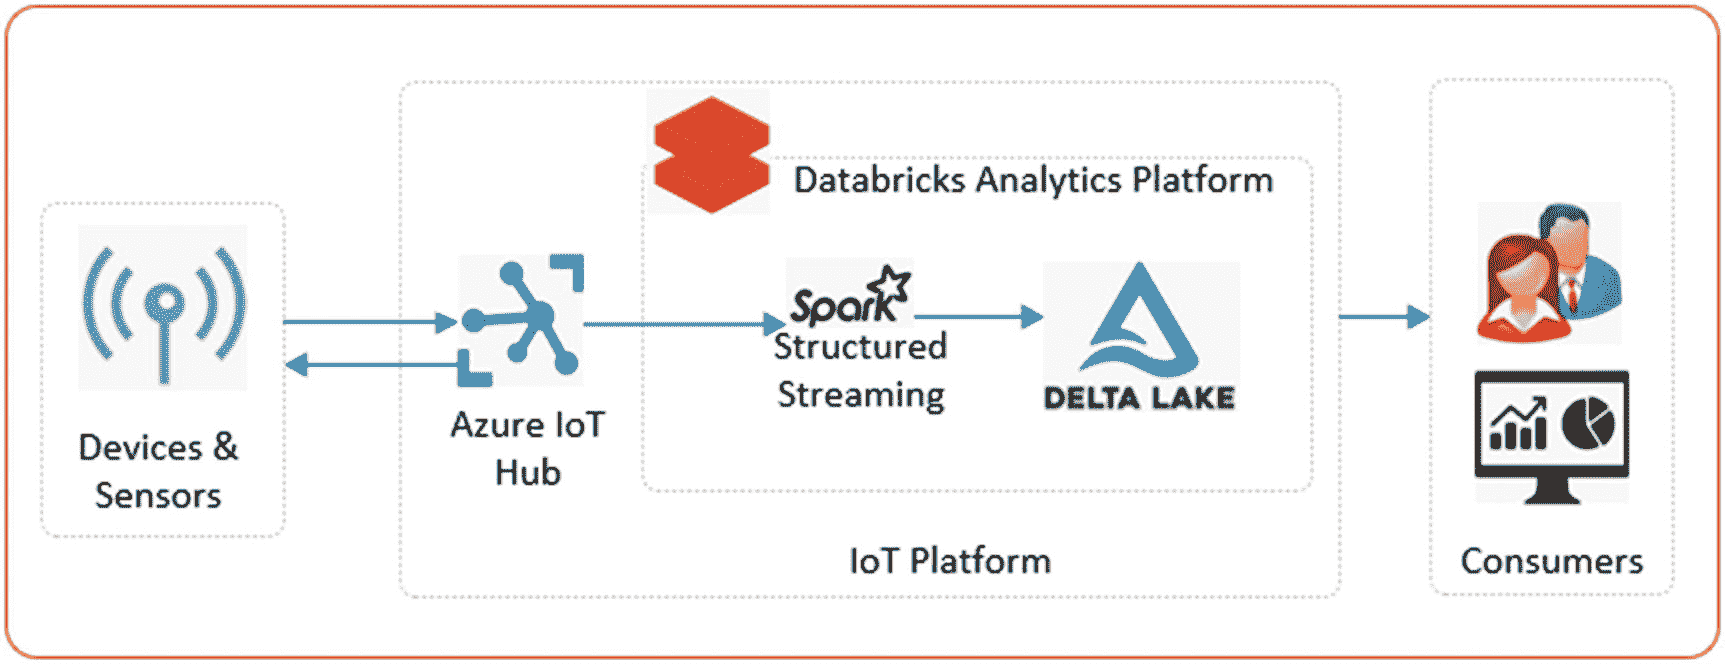 Databricks Analytics Platform
Devices &
Sensors
Azure IoT
Hub
Spark
Structured
Streaming
DELTA LAKE
IoT Platform
Consumers